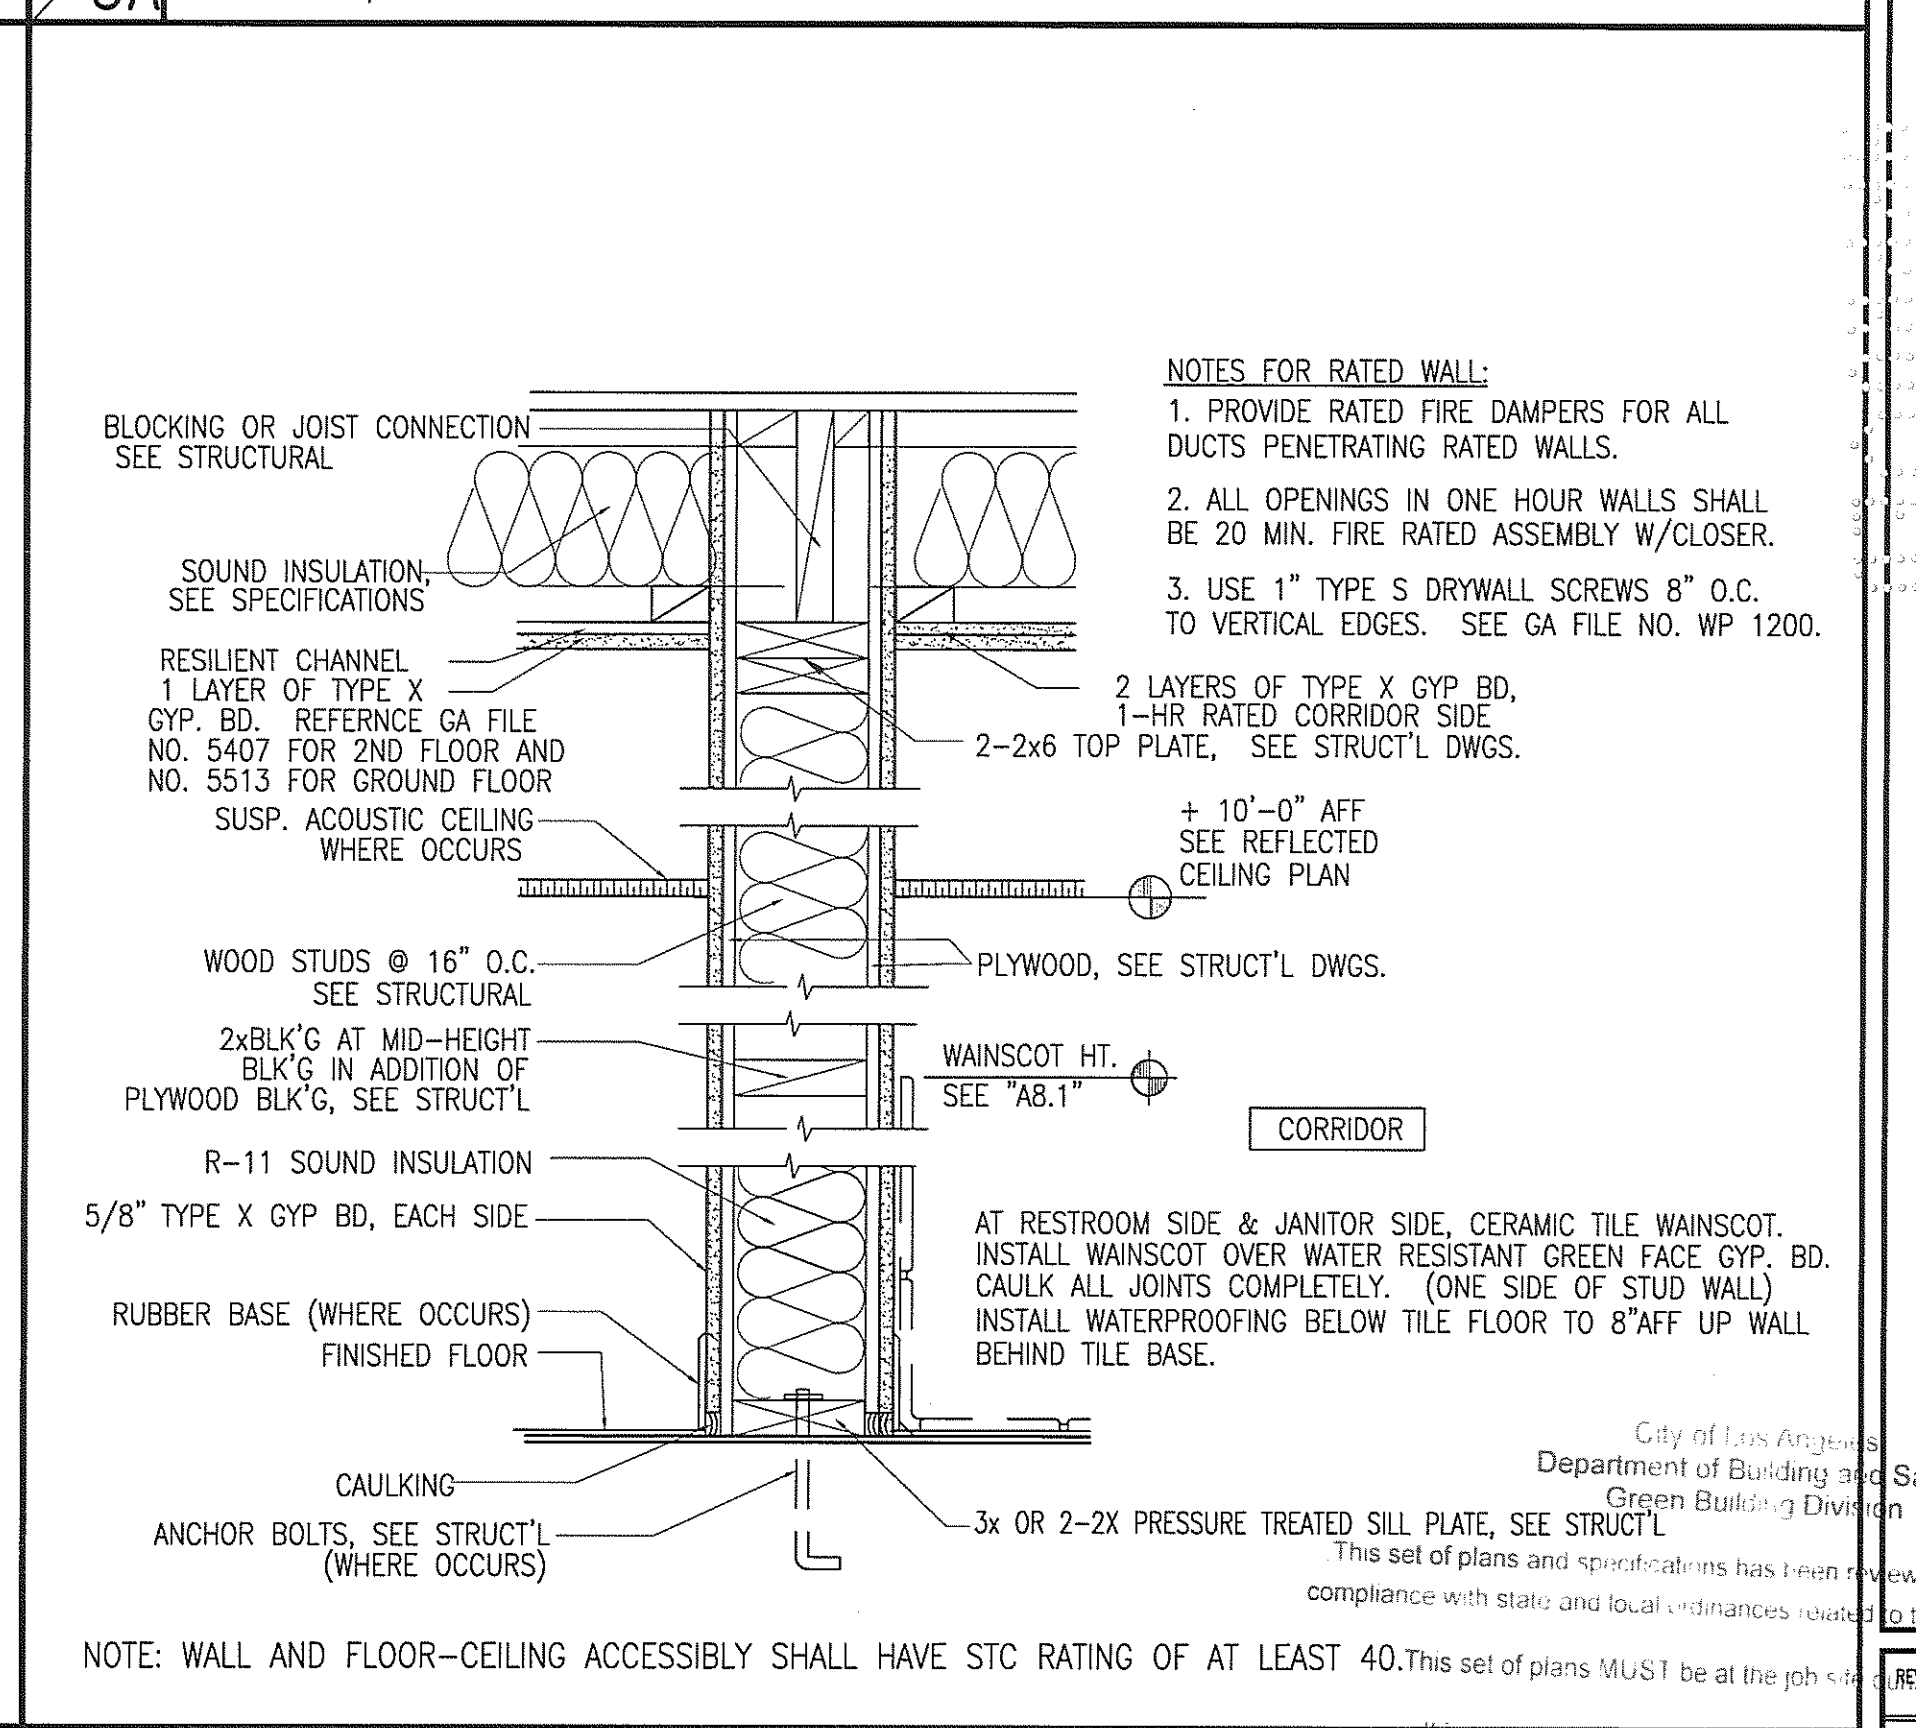 BLOCKING OR JOIST CONNECTION
SEE STRUCTURAL
SOUND INSULATION,
SEE SPECIFICATIONS
RESILIENT CHANNEL
1 LAYER OF TYPE X
GYP. BD. REFERNCE GA FILE
NO. 5407 FOR 2ND FLOOR AND
NO. 5513 FOR GROUND FLOOR
SUSP. ACOUSTIC CEILING
WHERE OCCURS
WOOD STUDS @ 16" O.C.
SEE STRUCTURAL
2xBLK'G AT MID-HEIGHT
BLK'G IN ADDITION OF
PLYWOOD BLK'G, SEE STRUCT'L
R-11 SOUND INSULATION
5/8" TYPE X GYP BD, EACH SIDE
RUBBER BASE (WHERE OCCURS)
FINISHED FLOOR
CAULKING
ANCHOR BOLTS, SEE STRUCT'L
(WHERE OCCURS)
NOTES FOR RATED WALL:
1. PROVIDE RATED FIRE DAMPERS FOR ALL
DUCTS PENETRATING RATED WALLS.
2. ALL OPENINGS IN ONE HOUR WALLS SHALL
BE 20 MIN. FIRE RATED ASSEMBLY W/CLOSER.
3. USE 1" TYPE S DRYWALL SCREWS 8" O.C.
TO VERTICAL EDGES. SEE GA FILE NO. WP 1200.
2 LAYERS OF TYPE X GYP BD,
1-HR RATED CORRIDOR SIDE
2-2x6 TOP PLATE, SEE STRUCT'L DWGS.
+ 10'-0" AFF
SEE REFLECTED
CEILING PLAN
PLYWOOD, SEE STRUCT'L DWGS.
WAINSCOT HT.
SEE "A8.1"
CORRIDOR
AT RESTROOM SIDE & JANITOR SIDE, CERAMIC TILE WAINSCOT.
INSTALL WAINSCOT OVER WATER RESISTANT GREEN FACE GYP. BD.
CAULK ALL JOINTS COMPLETELY. (ONE SIDE OF STUD WALL)
INSTALL WATERPROOFING BELOW TILE FLOOR TO 8"AFF UP WALL
BEHIND TILE BASE.
3x OR 2-2X PRESSURE TREATED SILL PLATE, SEE STRUCT'L
City of Los Angeles
Department of Building and
Green Building Division
This set of plans and specifications has been
compliance with state and local ordinances related to
NOTE: WALL AND FLOOR-CEILING ACCESSIBLY SHALL HAVE STC RATING OF AT LEAST 40.
This set of plans MUST be at the job site